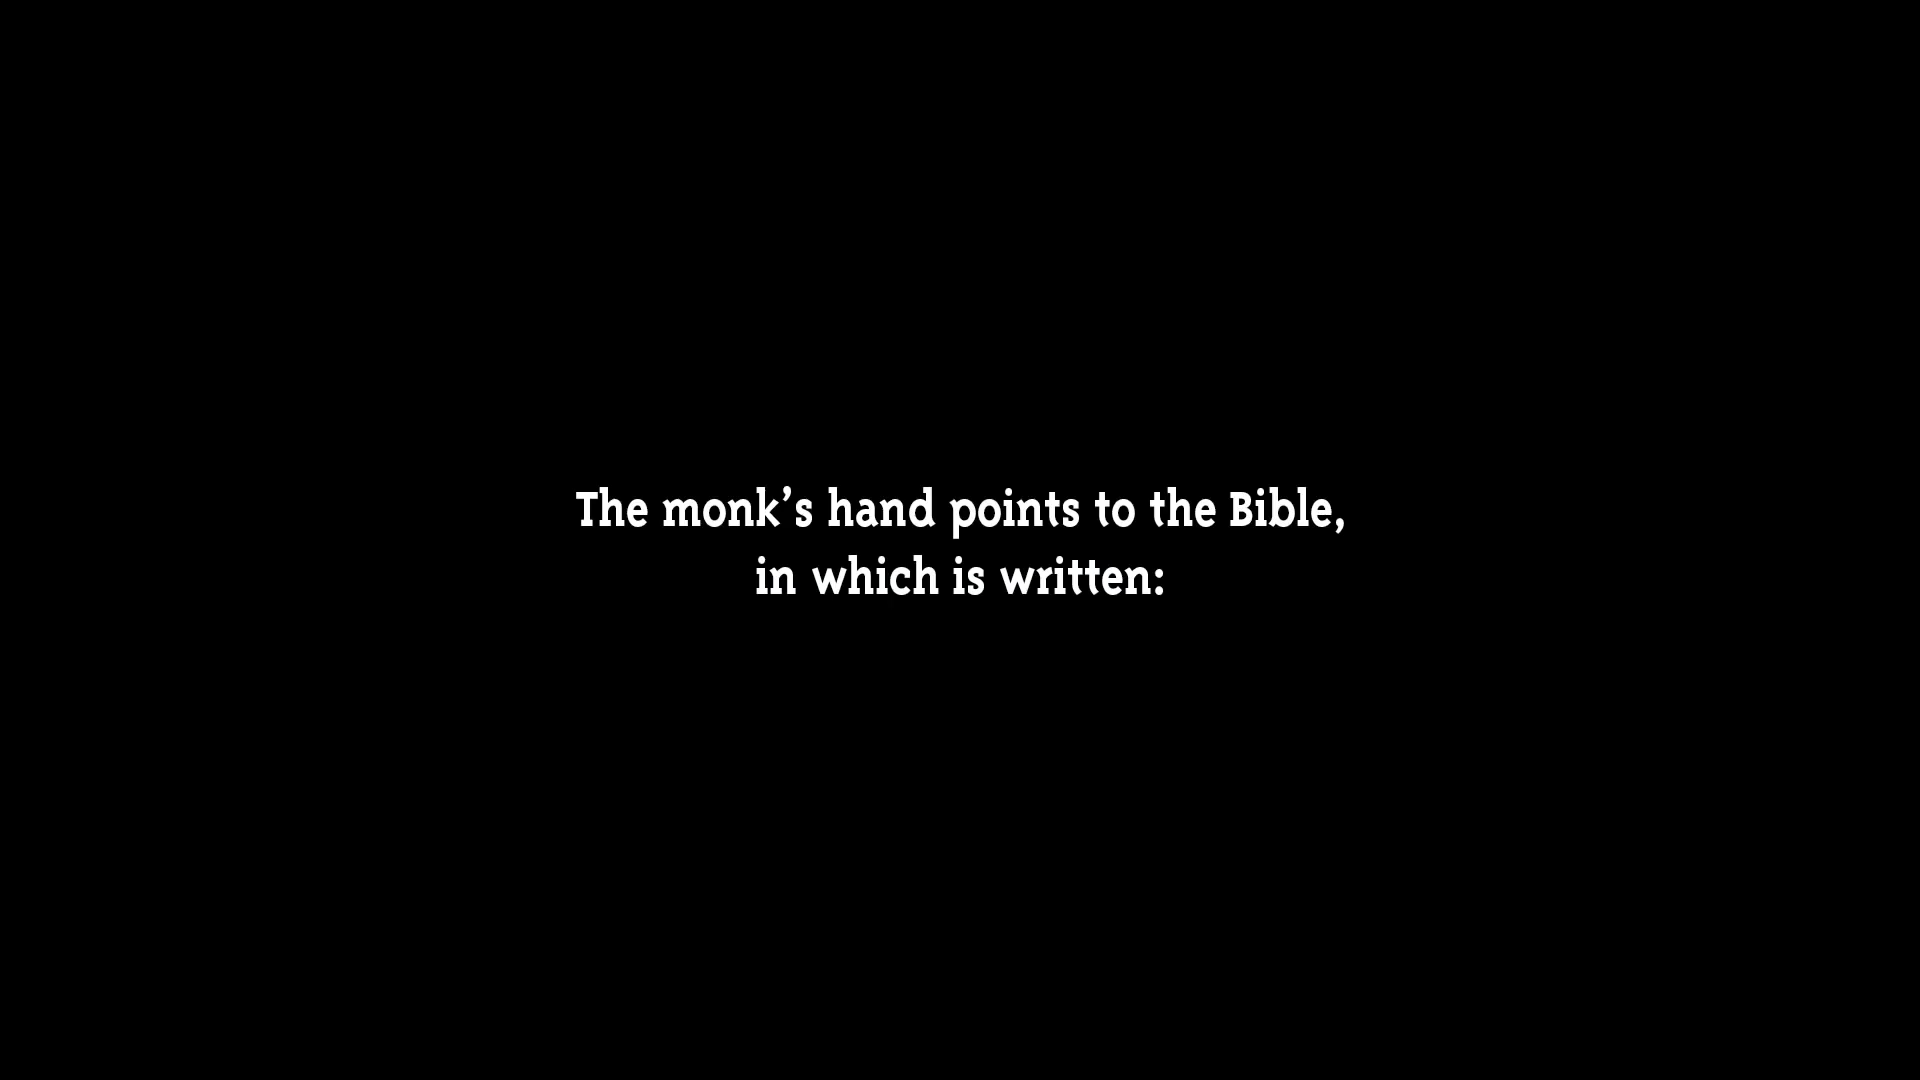 The monk’s hand points to the Bible,
in which is written: